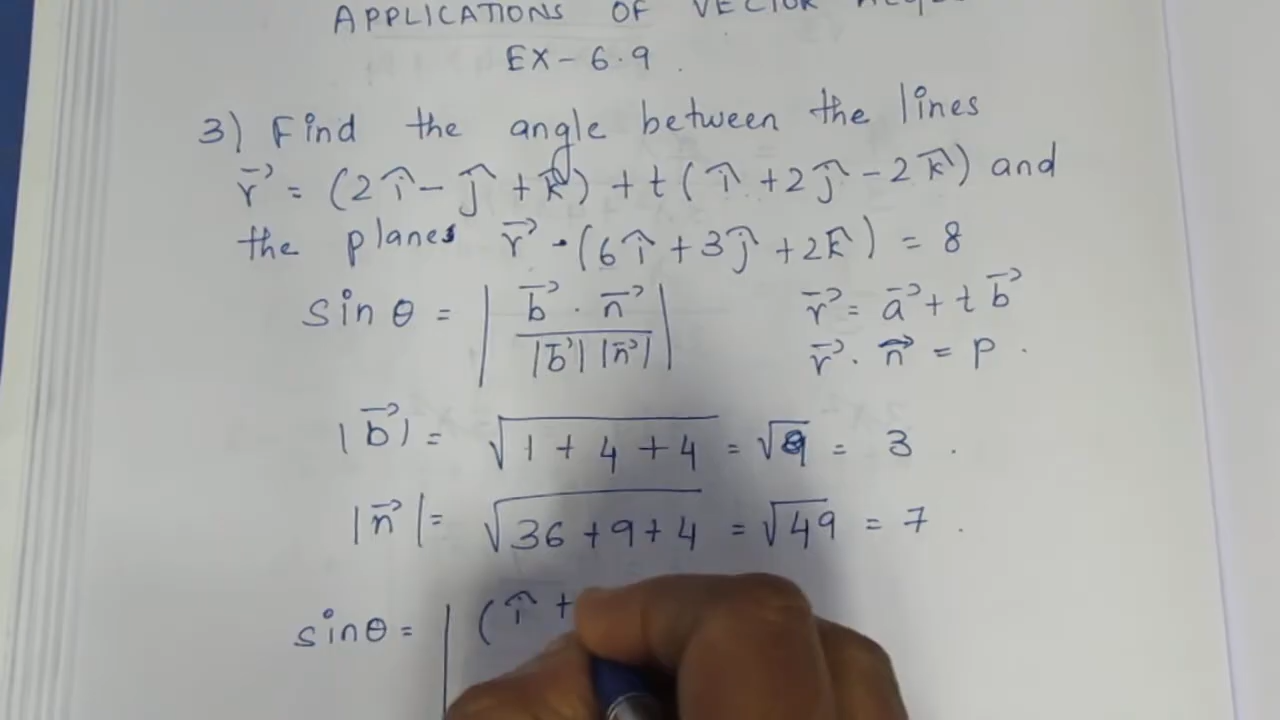 APPLICATIONS OF VECTOR
EX - 6.9
3) Find the angle between the lines
r⃗ = (2î - ĵ + k̂) + t(î + 2ĵ - 2k̂) and
the planes r⃗ · (6î + 3ĵ + 2k̂) = 8
sin θ = | b⃗ · n⃗ / |b⃗| |n⃗| |
r⃗ = a⃗ + t b⃗
r⃗ · n⃗ = p.
|b⃗| = √(1 + 4 + 4) = √9 = 3.
|n⃗| = √(36 + 9 + 4) = √49 = 7.
sinθ = | (î +